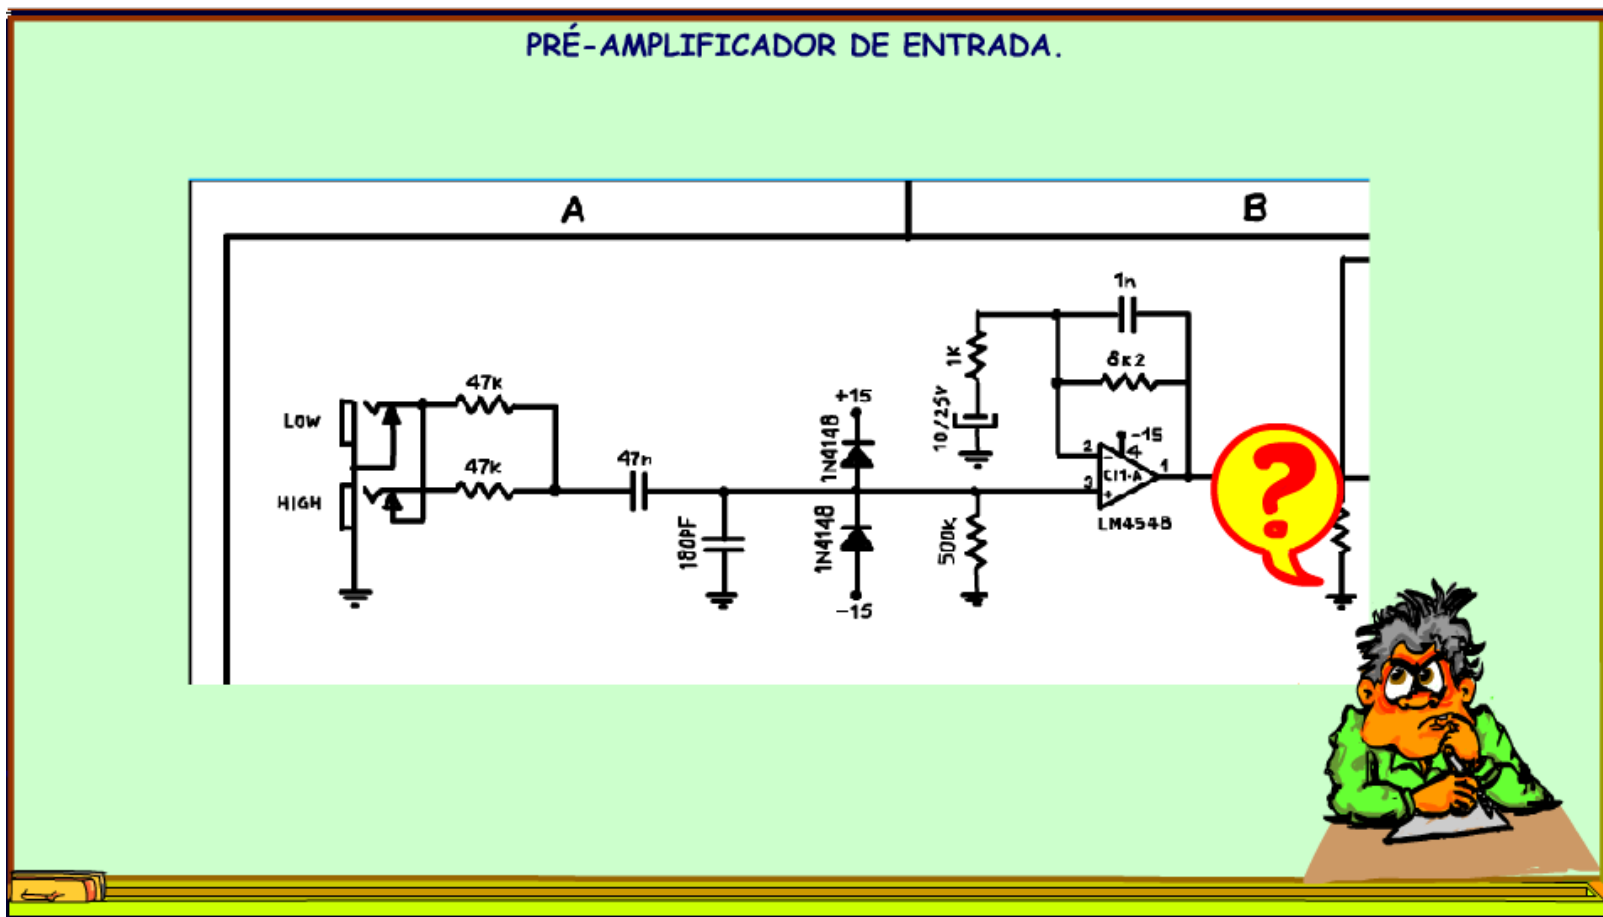 PRÉ-AMPLIFICADOR DE ENTRADA.
A
B
1n
1K
8K2
47K
+15
10/25V
LOW
1N4148
-15
2
-
4
47K
47n
1
CI1-A
3
+
HIGH
180PF
1N4148
500K
LM4548
?
-15